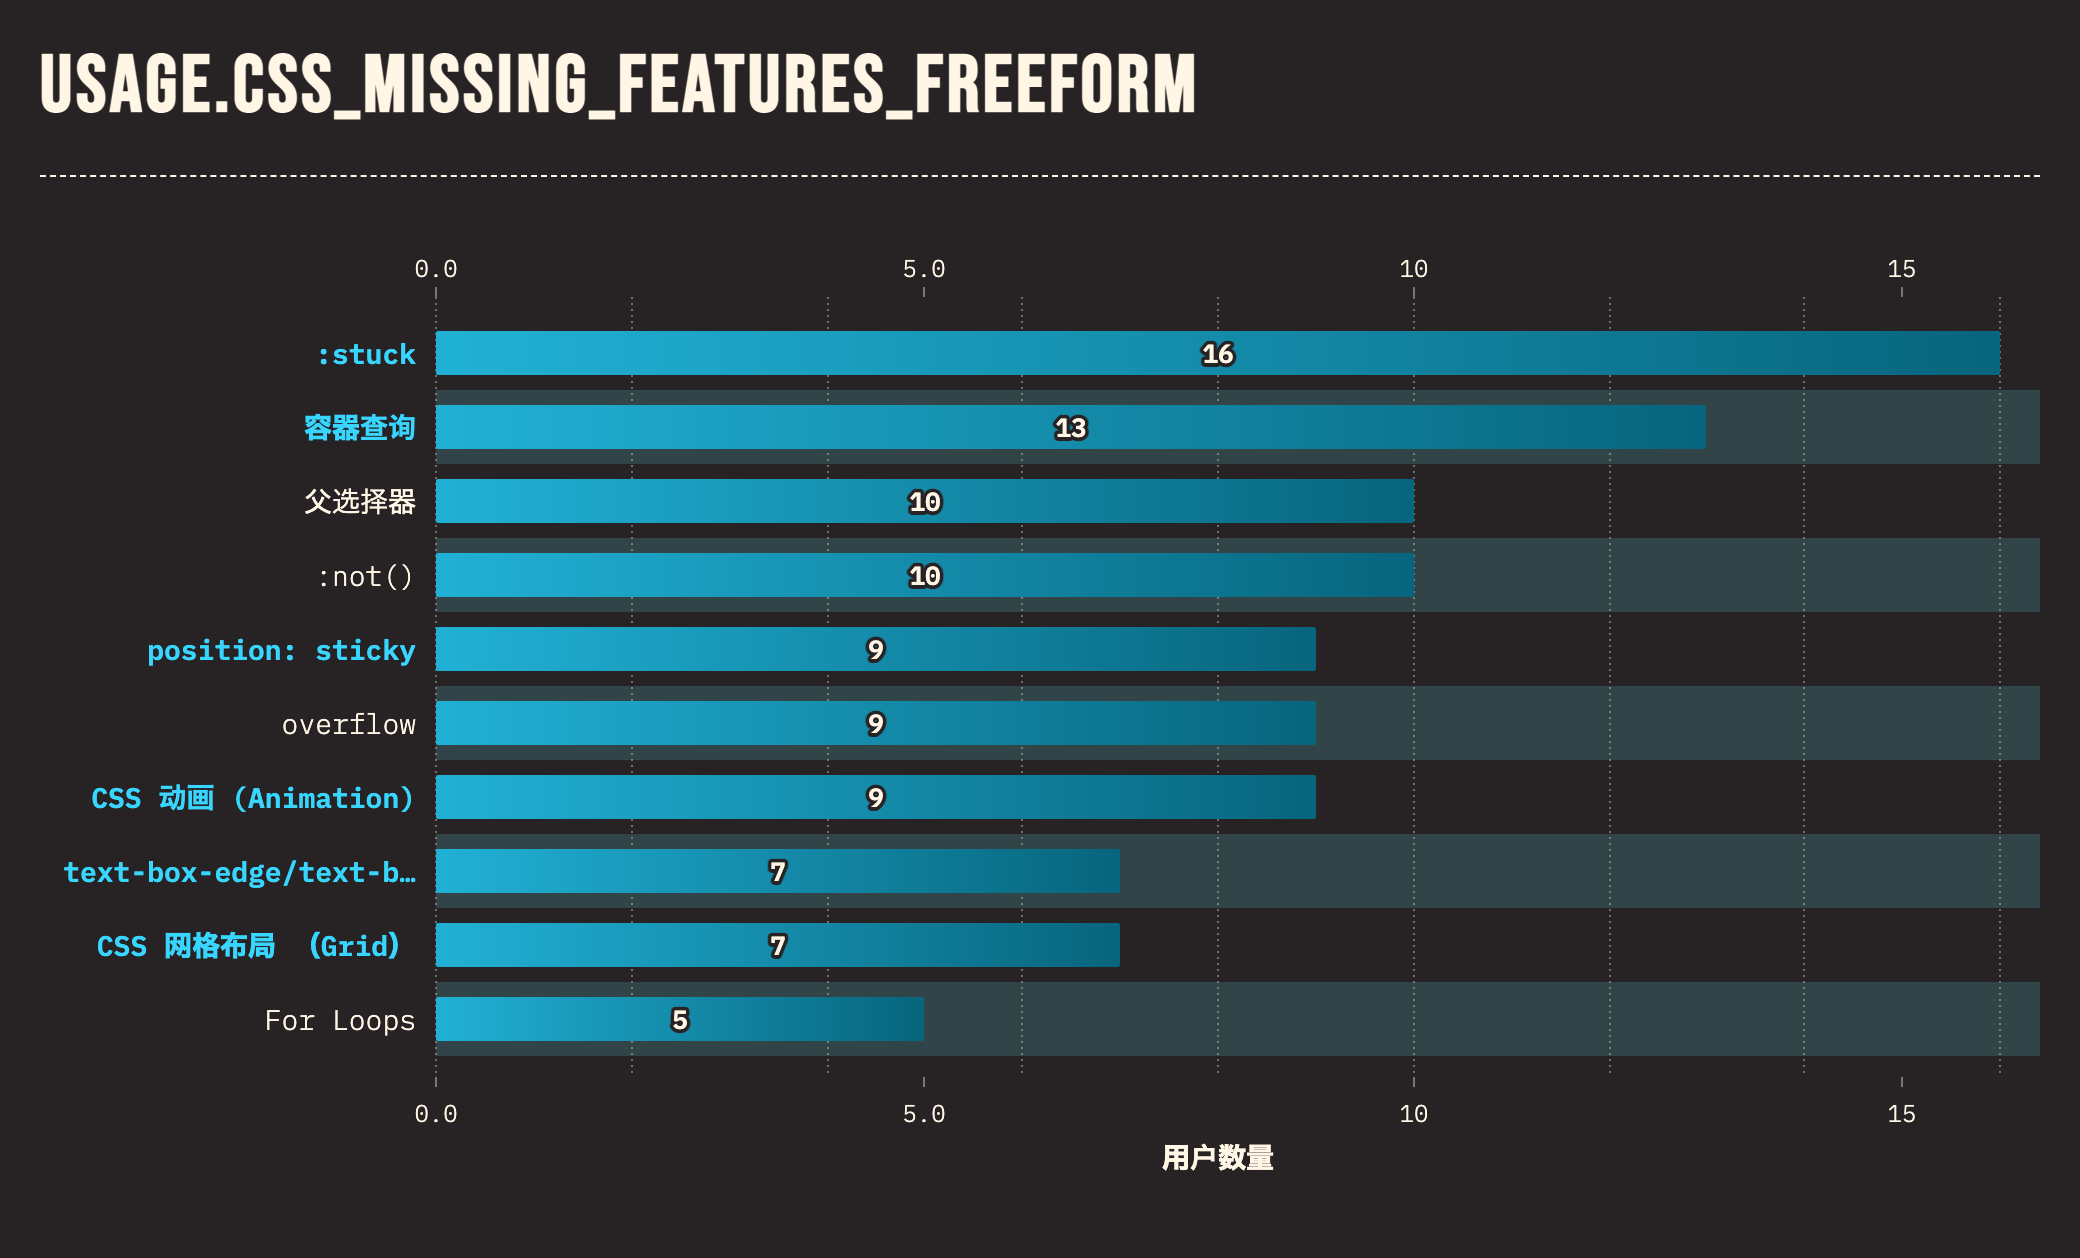 USAGE.CSS_MISSING_FEATURES_FREEFORM
0.0 5.0 10 15
:stuck 16
容器查询 13
父选择器 10
:not() 10
position: sticky 9
overflow 9
CSS 动画 (Animation) 9
text-box-edge/text-b… 7
CSS 网格布局 （Grid） 7
For Loops 5
0.0 5.0 10 15
用户数量